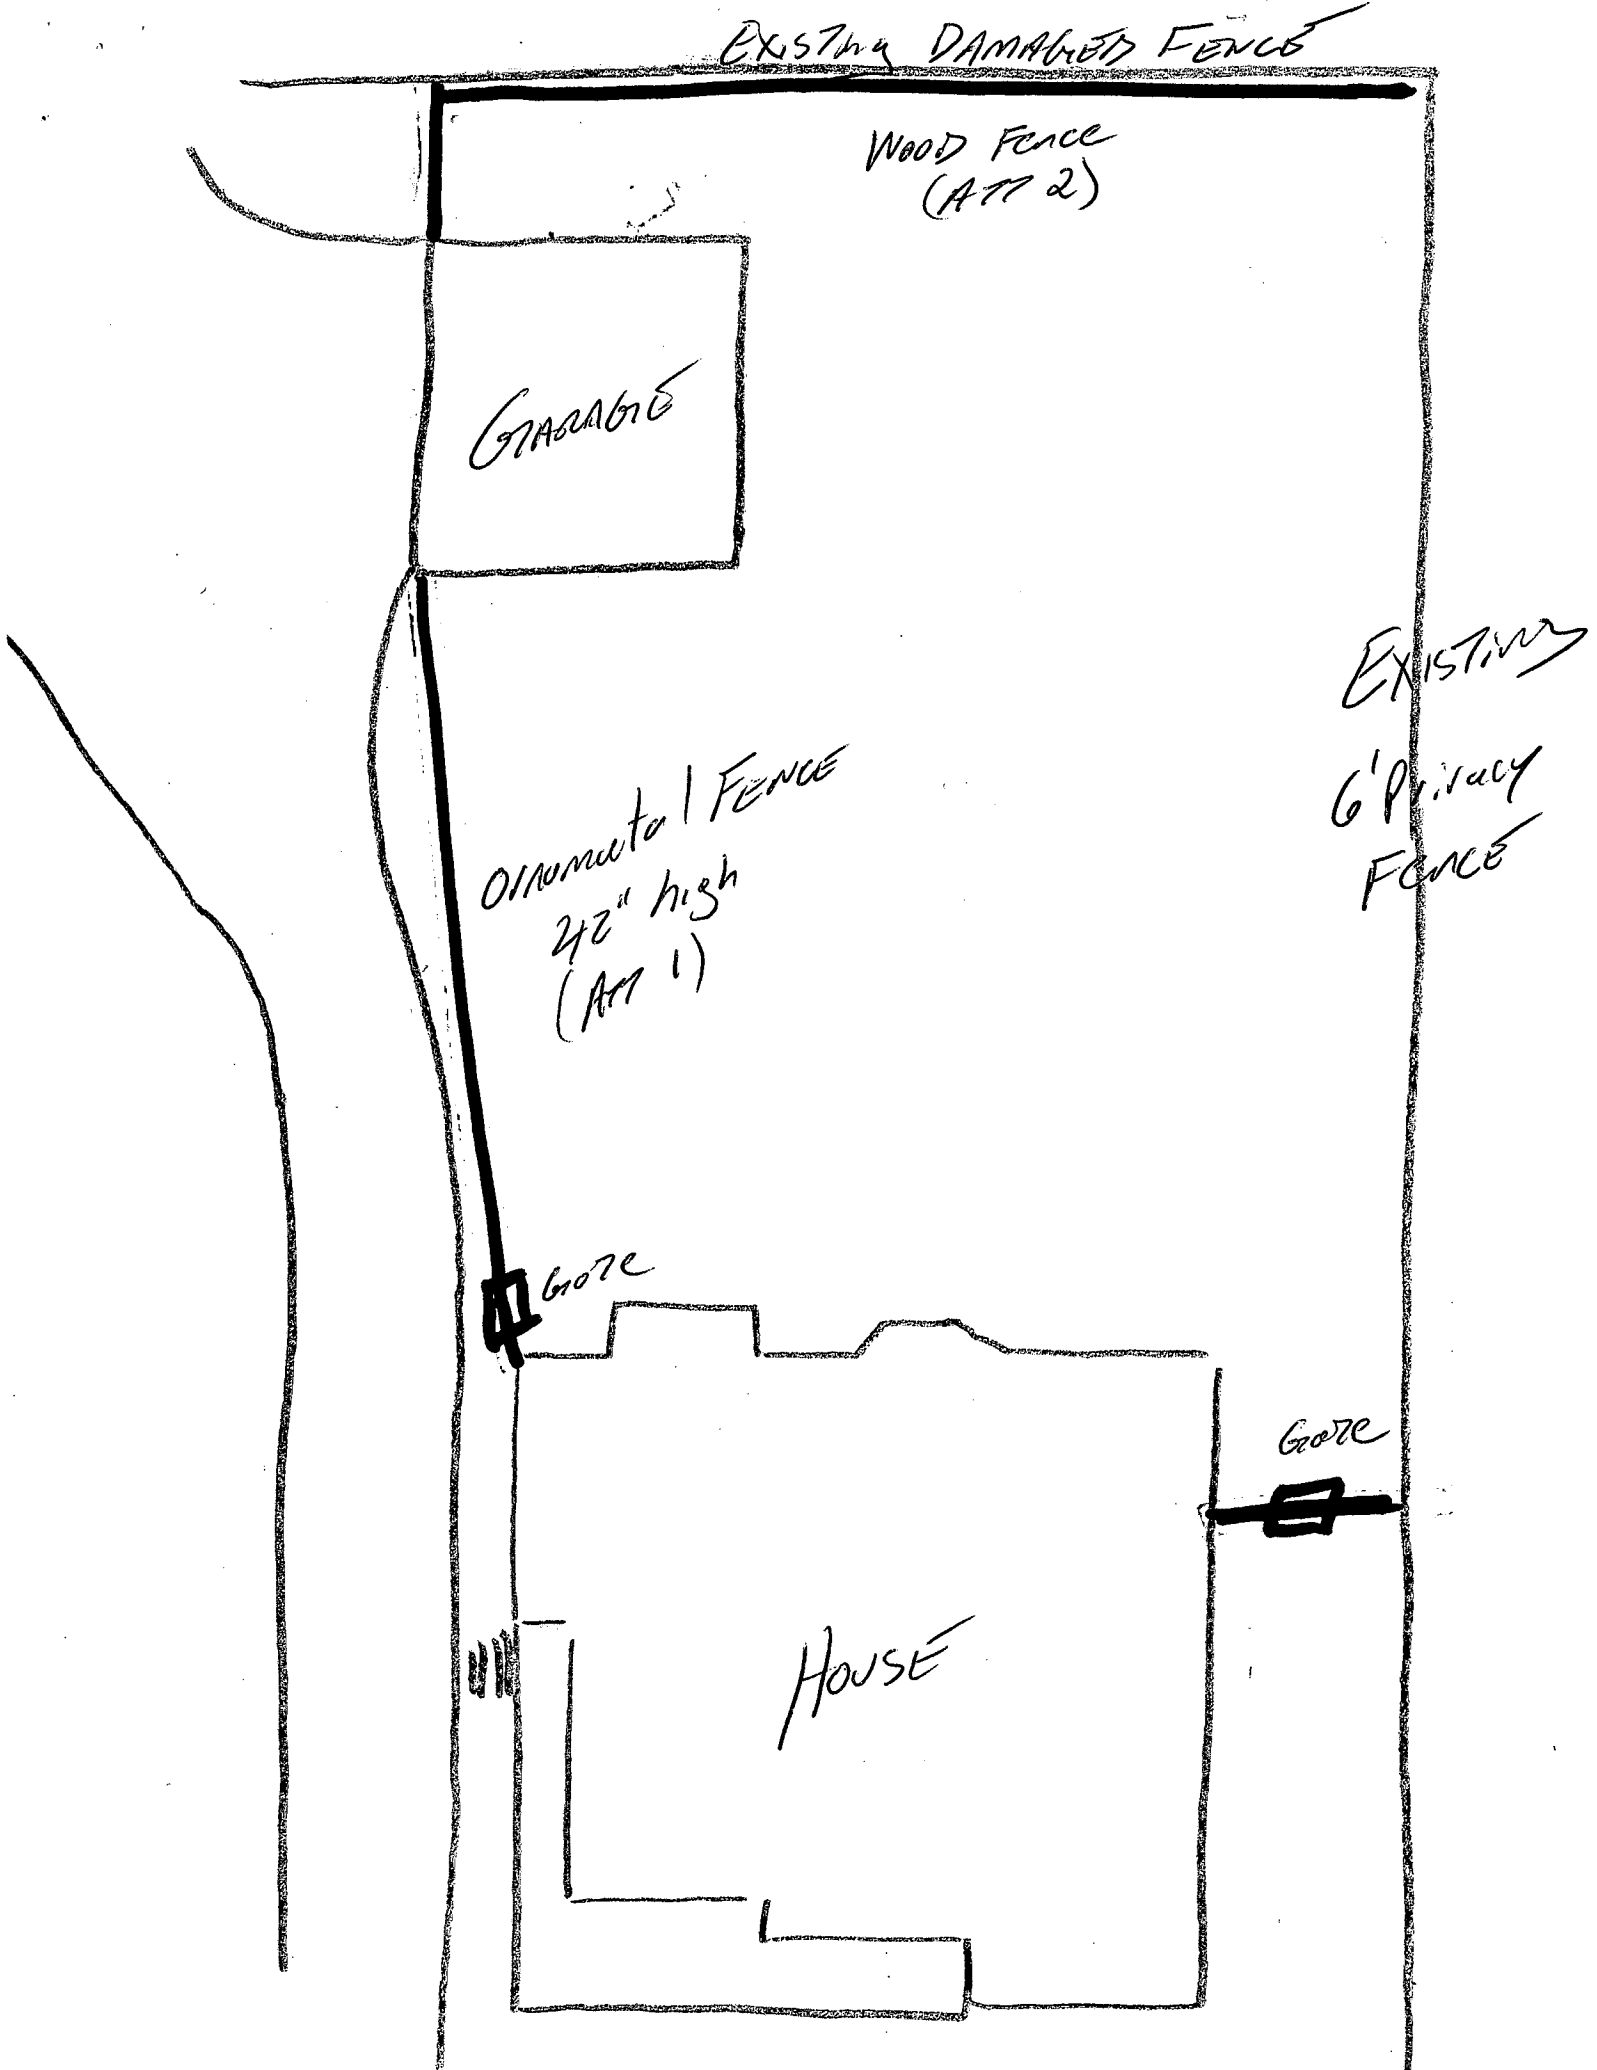 EXISTING DAMAGED FENCE
WOOD FENCE
(ATT 2)
GARAGE
EXISTING
6' Privacy
FENCE
Ornamental FENCE
42" high
(ATT 1)
Gate
Gate
HOUSE